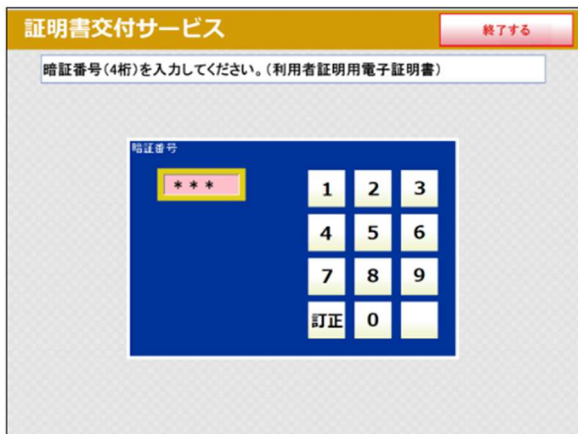 証明書交付サービス
終了する
暗証番号(4桁)を入力してください。(利用者証明用電子証明書)
暗証番号
***
1 2 3
4 5 6
7 8 9
訂正 0